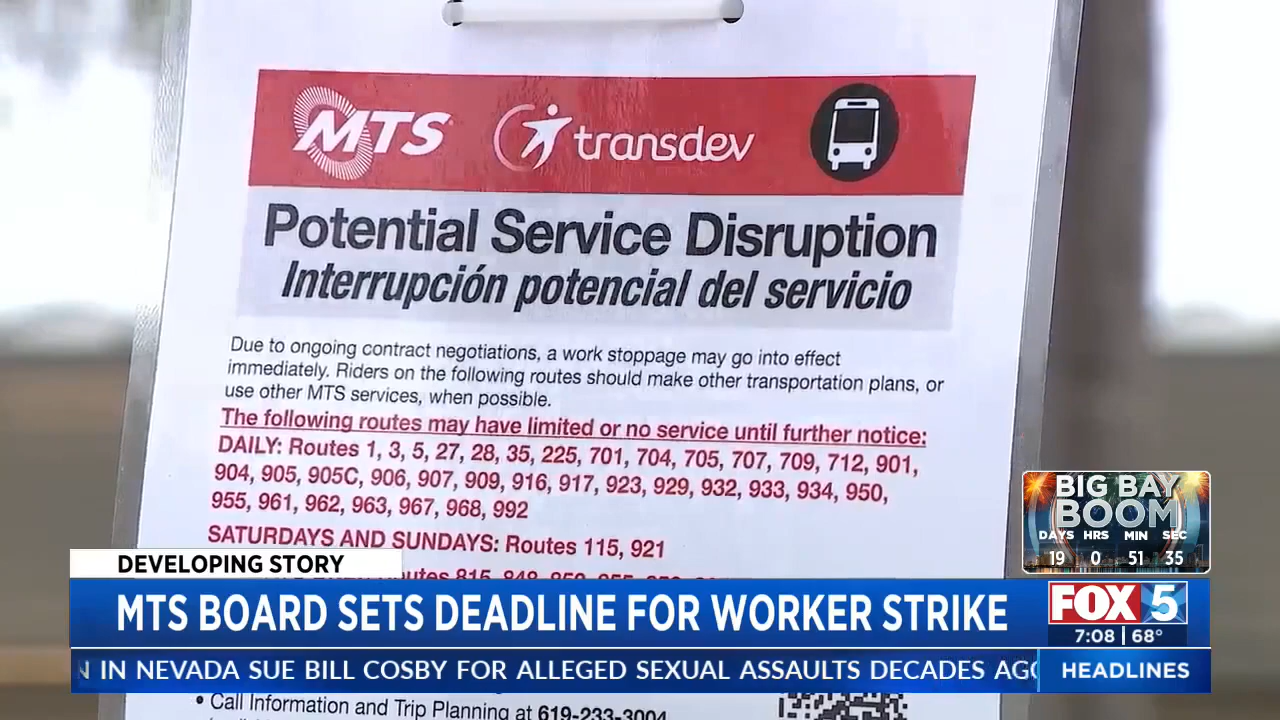 MTS transdev
Potential Service Disruption
Interrupción potencial del servicio
Due to ongoing contract negotiations, a work stoppage may go into effect
immediately. Riders on the following routes should make other transportation plans, or
use other MTS services, when possible.
The following routes may have limited or no service until further notice:
DAILY: Routes 1, 3, 5, 27, 28, 35, 225, 701, 704, 705, 707, 709, 712, 901,
904, 905, 905C, 906, 907, 909, 916, 917, 923, 929, 932, 933, 934, 950,
955, 961, 962, 963, 967, 968, 992
SATURDAYS AND SUNDAYS: Routes 115, 921
BIG BAY
BOOM
DAYS HRS MIN SEC
19 0 51 35
DEVELOPING STORY
MTS BOARD SETS DEADLINE FOR WORKER STRIKE
FOX 5
7:08 | 68°
IN NEVADA SUE BILL COSBY FOR ALLEGED SEXUAL ASSAULTS DECADES AGO
HEADLINES
• Call Information and Trip Planning at 619-233-3004